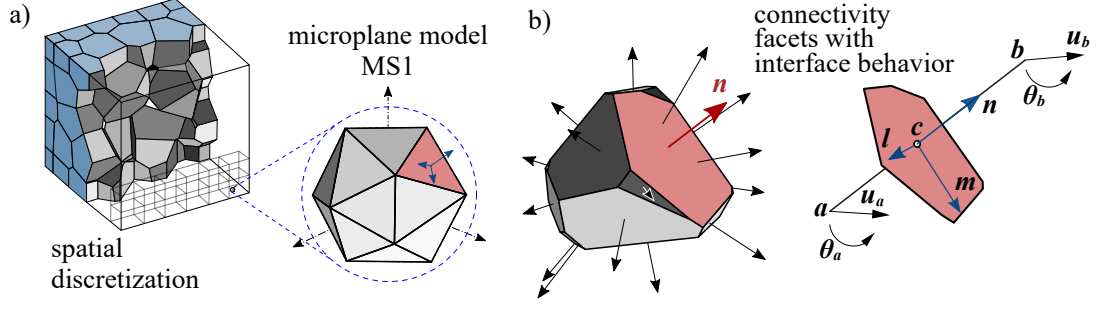 a)
microplane model
MS1
spatial
discretization
b)
n
connectivity
facets with
interface behavior
b
u_b
θ_b
n
c
l
m
a
u_a
θ_a